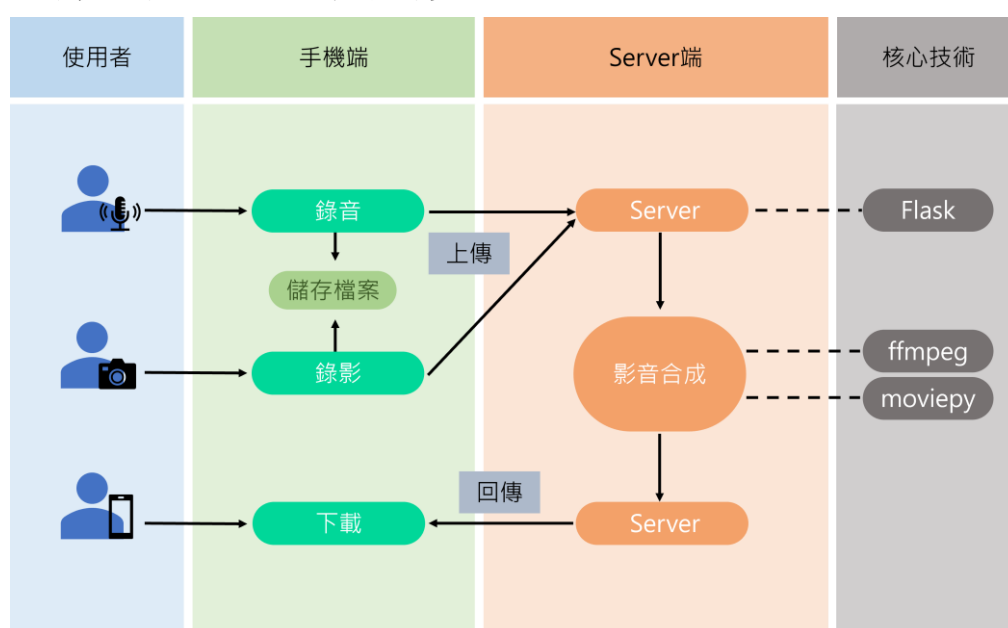 使用者
手機端
Server端
核心技術
錄音
Server
Flask
上傳
儲存檔案
錄影
影音合成
ffmpeg
moviepy
回傳
下載
Server